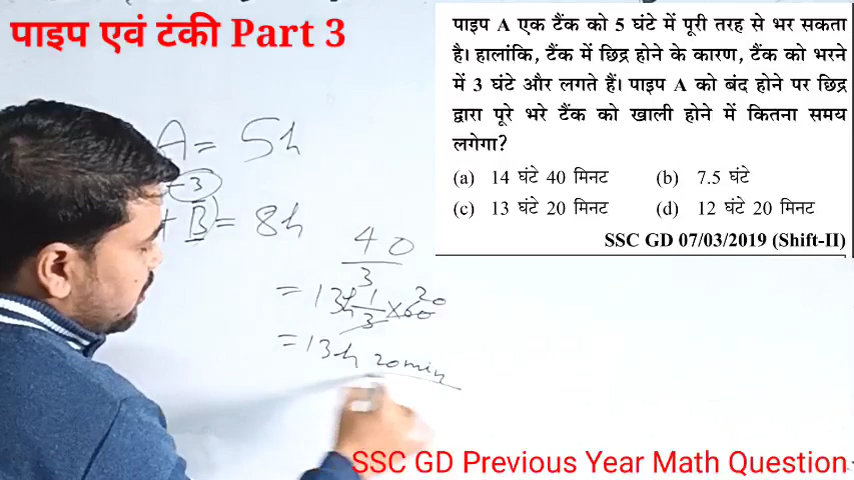 पाइप एवं टंकी Part 3
पाइप A एक टैंक को 5 घंटे में पूरी तरह से भर सकता
है। हालांकि, टैंक में छिद्र होने के कारण, टैंक को भरने
में 3 घंटे और लगते हैं। पाइप A को बंद होने पर छिद्र
द्वारा पूरे भरे टैंक को खाली होने में कितना समय
लगेगा?
(a) 14 घंटे 40 मिनट (b) 7.5 घंटे
(c) 13 घंटे 20 मिनट (d) 12 घंटे 20 मिनट
SSC GD 07/03/2019 (Shift-II)
A = 5h
-3
+ B = 8h
40
3
= 13h 1/3 × 60 20
= 13h 20min
SSC GD Previous Year Math Question